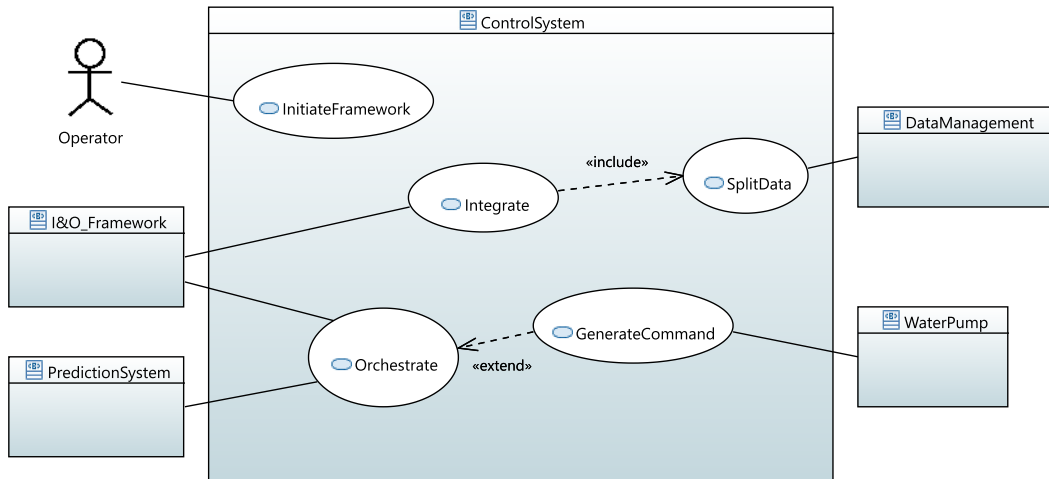 ControlSystem
Operator
InitiateFramework
DataManagement
«include»
SplitData
Integrate
I&O_Framework
WaterPump
GenerateCommand
Orchestrate
«extend»
PredictionSystem